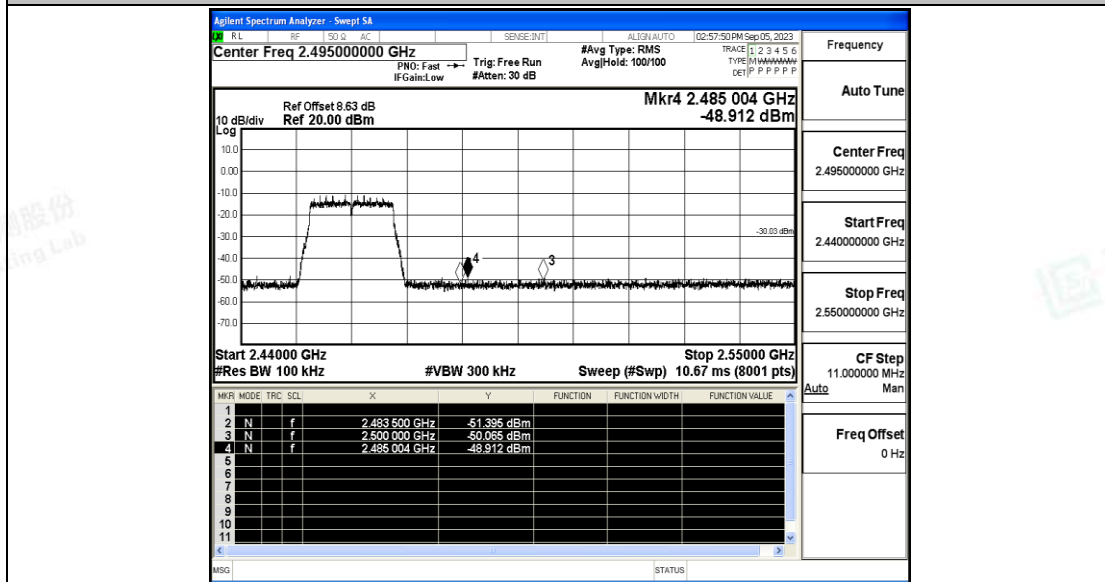 Agilent Spectrum Analyzer - Swept SA
RL RF 50 Ω AC SENSE:INT ALIGN AUTO 02:57:50 PM Sep 05, 2023
Center Freq 2.495000000 GHz
PNO: Fast
IFGain:Low
Trig: Free Run
#Atten: 30 dB
#Avg Type: RMS
Avg|Hold: 100/100
TRACE 1 2 3 4 5 6
TYPE M
DET P P P P P P
Frequency
Auto Tune
Center Freq
2.495000000 GHz
Start Freq
2.440000000 GHz
Stop Freq
2.550000000 GHz
CF Step
11.000000 MHz
Auto Man
Freq Offset
0 Hz
Mkr4 2.485 004 GHz
-48.912 dBm
Ref Offset 8.63 dB
10 dB/div Ref 20.00 dBm
Log
10.0
0.00
-10.0
-20.0
-30.0
-40.0
-50.0
-60.0
-70.0
-30.03 dBm
4
3
Start 2.44000 GHz Stop 2.55000 GHz
#Res BW 100 kHz #VBW 300 kHz Sweep (#Swp) 10.67 ms (8001 pts)
MKR MODE TRC SCL X Y FUNCTION FUNCTION WIDTH FUNCTION VALUE
1
2 N f 2.483 500 GHz -51.395 dBm
3 N f 2.500 000 GHz -50.065 dBm
4 N f 2.485 004 GHz -48.912 dBm
5
6
7
8
9
10
11
MSG STATUS
股份
Lab